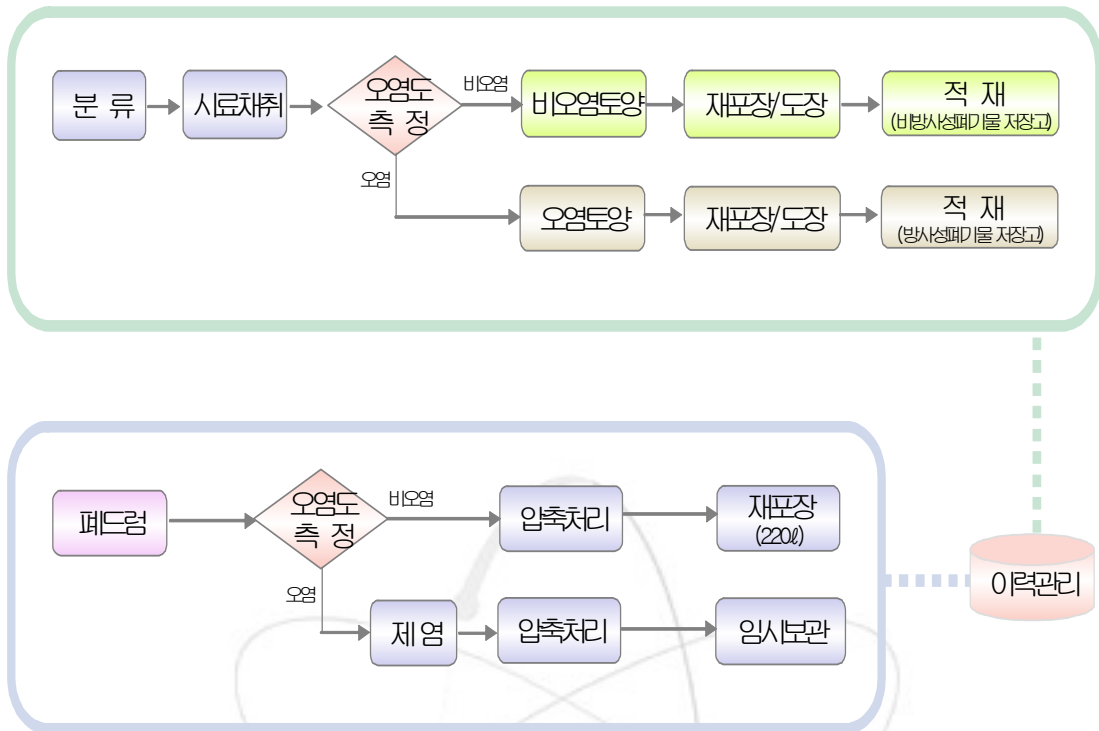 분 류
시료채취
오염도
측 정
비오염
비오염토양
재포장/도장
적 재
(비방사성폐기물 저장고)
오염
오염토양
재포장/도장
적 재
(방사성폐기물 저장고)
폐드럼
오염도
측 정
비오염
압축처리
재포장
(220ℓ)
오염
제 염
압축처리
임시보관
이력관리